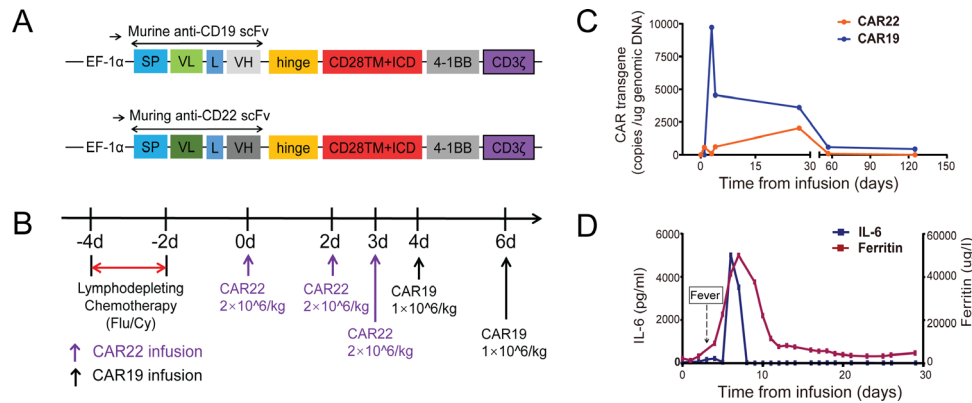 A
Murine anti-CD19 scFv
EF-1α SP VL L VH hinge CD28TM+ICD 4-1BB CD3ζ
Muring anti-CD22 scFv
EF-1α SP VL L VH hinge CD28TM+ICD 4-1BB CD3ζ
B
-4d -2d 0d 2d 3d 4d 6d
Lymphodepleting
Chemotherapy
(Flu/Cy)
CAR22
2×10^6/kg
CAR22
2×10^6/kg
CAR22
2×10^6/kg
CAR19
1×10^6/kg
CAR19
1×10^6/kg
CAR22 infusion
CAR19 infusion
C
CAR22
CAR19
CAR transgene
(copies /ug genomic DNA)
10000
7500
5000
2500
0
0 15 30 60 90 120 150
Time from infusion (days)
D
IL-6
Ferritin
IL-6 (pg/ml)
6000
4000
2000
0
Fever
60000
40000
20000
0
Ferritin (ug/l)
0 10 20 30
Time from infusion (days)